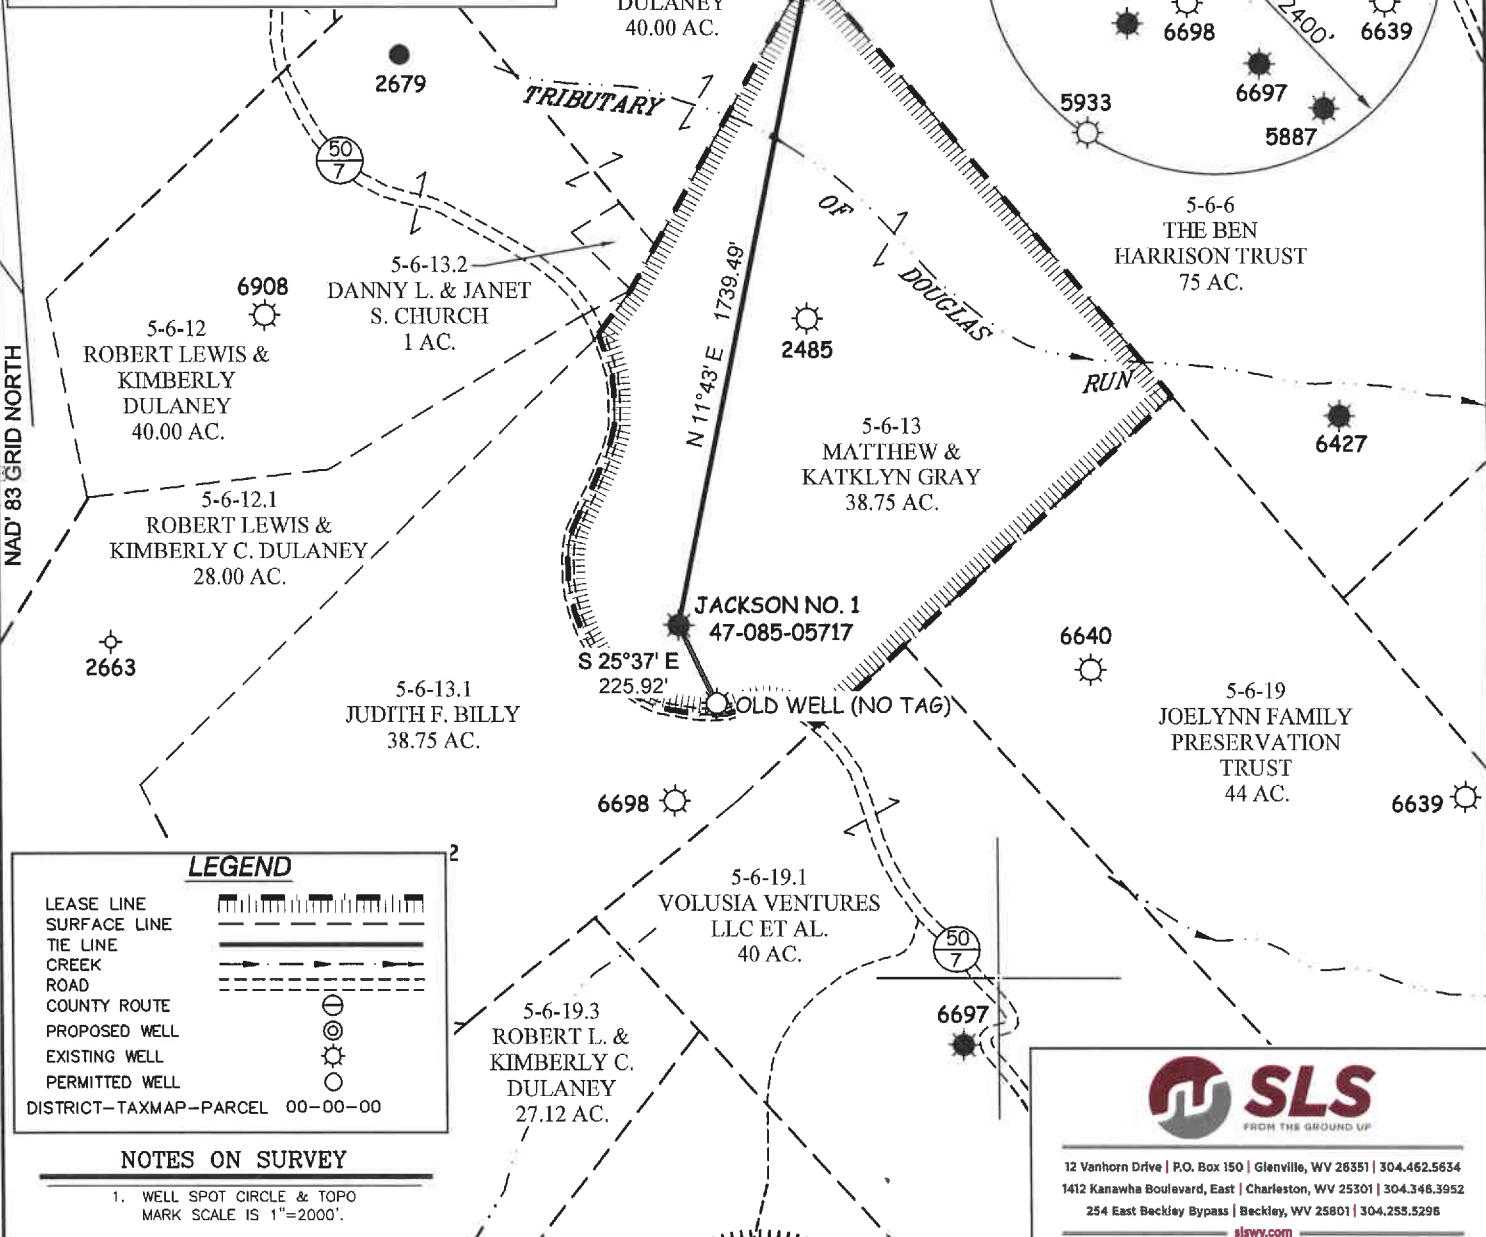 DULANEY
40.00 AC.
2679
TRIBUTARY
50
7
6698
6639
2400'
6697
5933
5887
OF
5-6-6
THE BEN
HARRISON TRUST
75 AC.
5-6-13.2
DANNY L. & JANET
S. CHURCH
1 AC.
6908
5-6-12
ROBERT LEWIS &
KIMBERLY
DULANEY
40.00 AC.
N 11°43' E 1739.49'
2485
DOUGLAS
RUN
NAD' 83 GRID NORTH
5-6-13
MATTHEW &
KATKLYN GRAY
38.75 AC.
6427
5-6-12.1
ROBERT LEWIS &
KIMBERLY C. DULANEY
28.00 AC.
JACKSON NO. 1
47-085-05717
2663
S 25°37' E
225.92'
OLD WELL (NO TAG)
6640
5-6-13.1
JUDITH F. BILLY
38.75 AC.
5-6-19
JOELYNN FAMILY
PRESERVATION
TRUST
44 AC.
6698
6639
2
5-6-19.1
VOLUSIA VENTURES
LLC ET AL.
40 AC.
50
7
6697
5-6-19.3
ROBERT L. &
KIMBERLY C.
DULANEY
27.12 AC.
LEGEND
LEASE LINE
SURFACE LINE
TIE LINE
CREEK
ROAD
COUNTY ROUTE
PROPOSED WELL
EXISTING WELL
PERMITTED WELL
DISTRICT-TAXMAP-PARCEL 00-00-00
NOTES ON SURVEY
1. WELL SPOT CIRCLE & TOPO
MARK SCALE IS 1"=2000'.
SLS
FROM THE GROUND UP
12 Vanhorn Drive | P.O. Box 150 | Glenville, WV 26351 | 304.462.5634
1412 Kanawha Boulevard, East | Charleston, WV 25301 | 304.346.3952
254 East Beckley Bypass | Beckley, WV 25801 | 304.255.5296
slswv.com